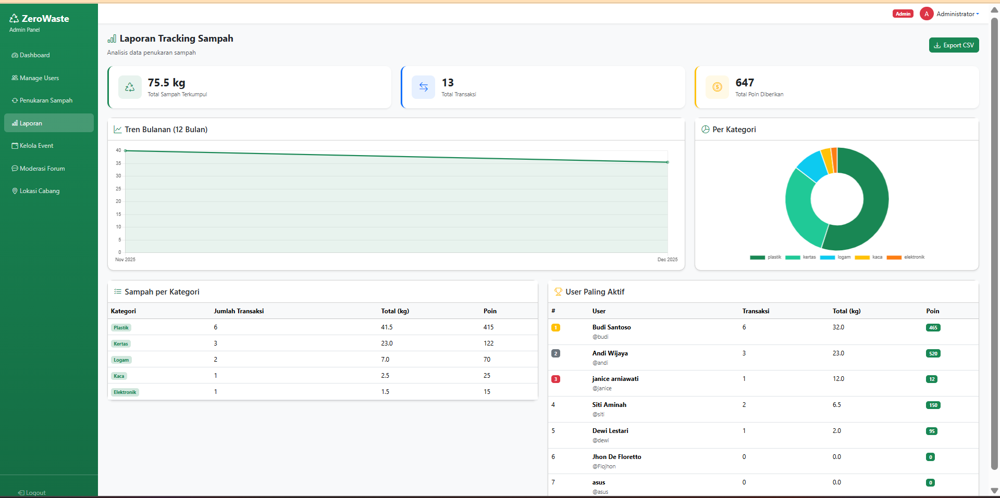 ZeroWaste
Admin Panel
Dashboard
Manage Users
Penukaran Sampah
Laporan
Kelola Event
Moderasi Forum
Lokasi Cabang
Logout
Admin
A
Administrator
Laporan Tracking Sampah
Analisis data penukaran sampah
Export CSV
75.5 kg
Total Sampah Terkumpul
13
Total Transaksi
647
Total Poin Diberikan
Tren Bulanan (12 Bulan)
40
35
30
25
20
15
10
5
0
Nov 2025 Dec 2025
Per Kategori
plastik kertas logam kaca elektronik
Sampah per Kategori
Kategori Jumlah Transaksi Total (kg) Poin
Plastik 6 41.5 415
Kertas 3 23.0 122
Logam 2 7.0 70
Kaca 1 2.5 25
Elektronik 1 1.5 15
User Paling Aktif
# User Transaksi Total (kg) Poin
1 Budi Santoso 6 32.0 465
@budi
2 Andi Wijaya 3 23.0 520
@andi
3 janice arniawati 1 12.0 12
@janice
4 Siti Aminah 2 6.5 150
@siti
5 Dewi Lestari 1 2.0 95
@dewi
6 Jhon De Floretto 0 0.0 0
@Flojhon
7 asus 0 0.0 0
@asus